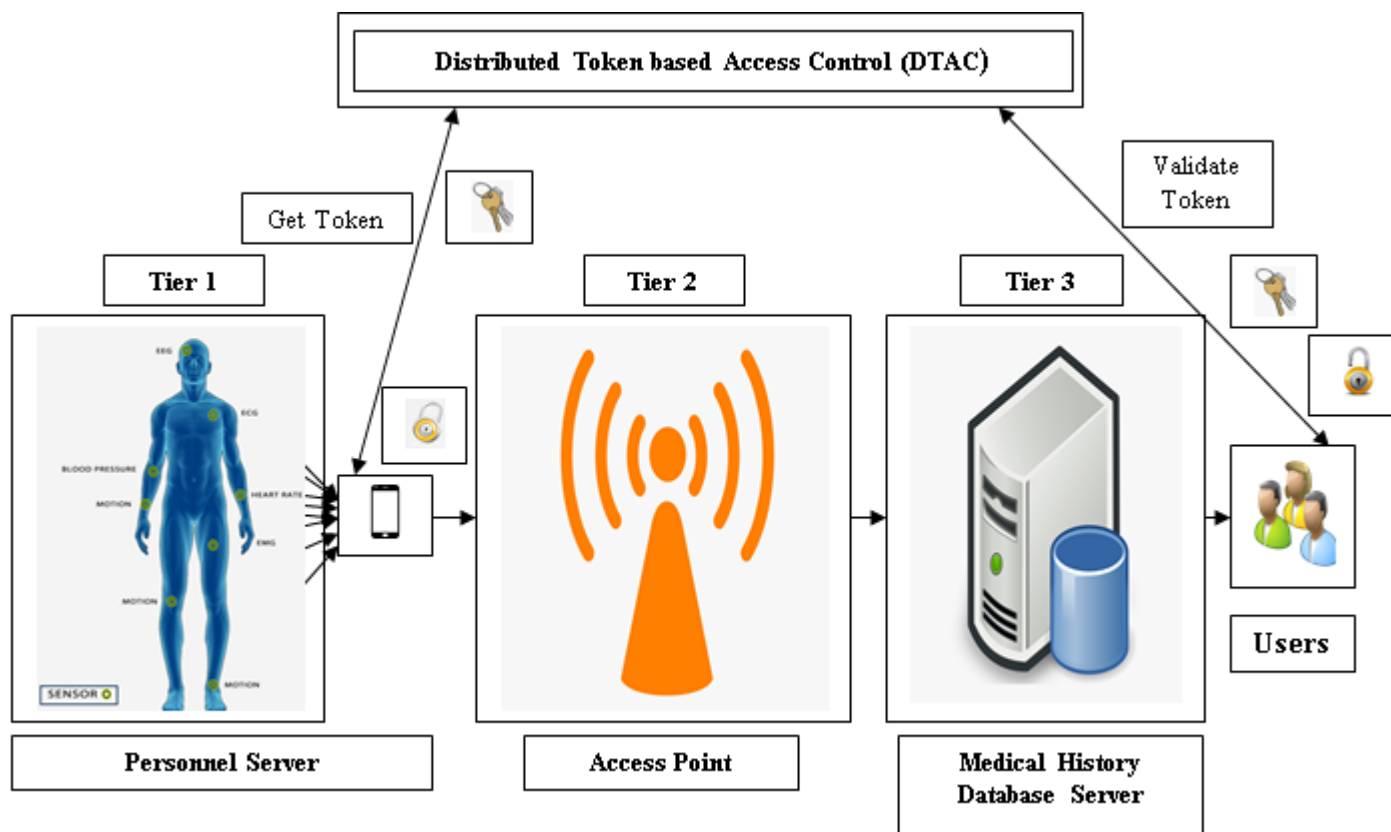 Distributed Token based Access Control (DTAC)
Get Token
Validate
Token
Tier 1
Tier 2
Tier 3
EEG
ECG
BLOOD PRESSURE
MOTION
HEART RATE
EMG
MOTION
MOTION
SENSOR
Users
Personnel Server
Access Point
Medical History
Database Server